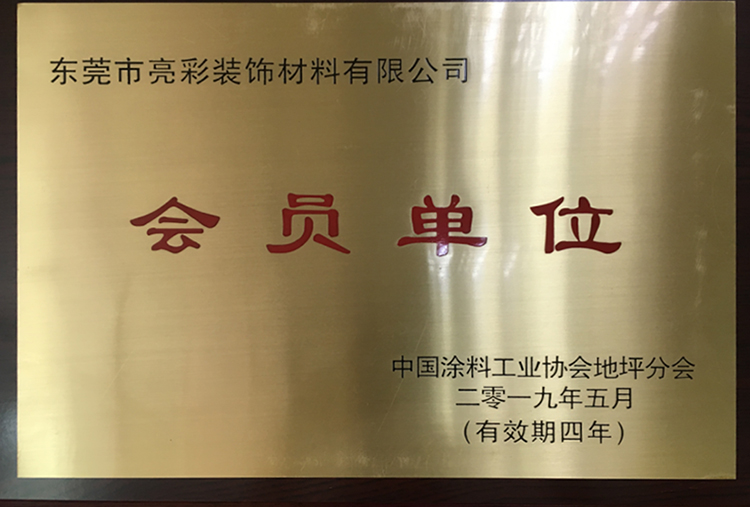 东莞市亮彩装饰材料有限公司
会员单位
中国涂料工业协会地坪分会
二零一九年五月
（有效期四年）